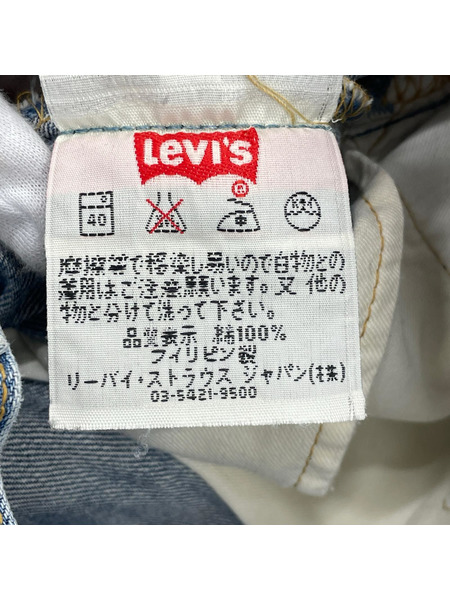 Levi's
®
40
摩擦等で移染し易いので白物との
着用はご注意願います。又 他の
物と分けて洗って下さい。
品質表示 綿100%
フィリピン製
リーバイ・ストラウス ジャパン(株)
03-5421-9500